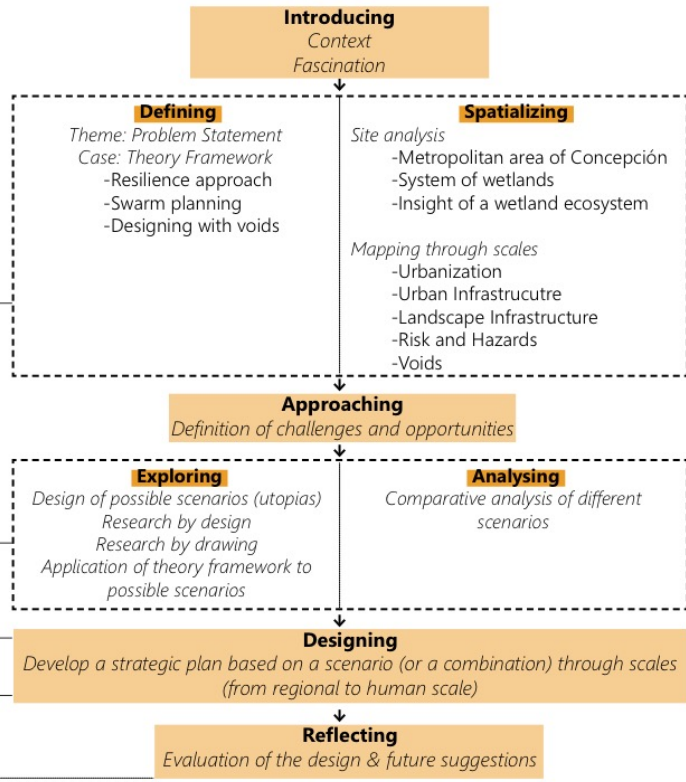 Introducing
Context
Fascination
Defining
Theme: Problem Statement
Case: Theory Framework
-Resilience approach
-Swarm planning
-Designing with voids
Spatializing
Site analysis
-Metropolitan area of Concepción
-System of wetlands
-Insight of a wetland ecosystem
Mapping through scales
-Urbanization
-Urban Infrastrucutre
-Landscape Infrastructure
-Risk and Hazards
-Voids
Approaching
Definition of challenges and opportunities
Exploring
Design of possible scenarios (utopias)
Research by design
Research by drawing
Application of theory framework to
possible scenarios
Analysing
Comparative analysis of different
scenarios
Designing
Develop a strategic plan based on a scenario (or a combination) through scales
(from regional to human scale)
Reflecting
Evaluation of the design & future suggestions